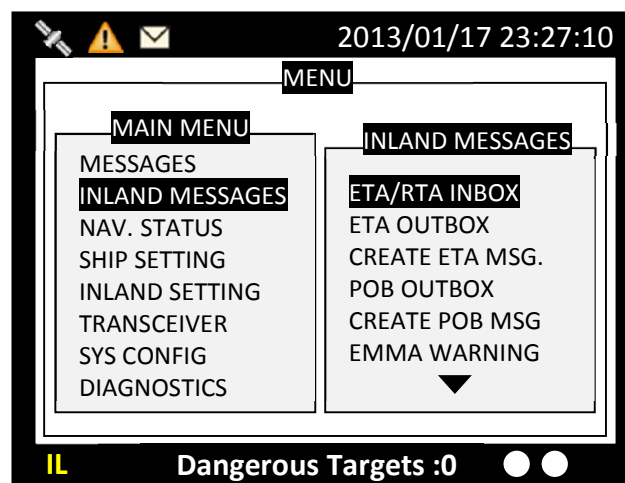 2013/01/17 23:27:10
MENU
MAIN MENU
MESSAGES
INLAND MESSAGES
NAV. STATUS
SHIP SETTING
INLAND SETTING
TRANSCEIVER
SYS CONFIG
DIAGNOSTICS
INLAND MESSAGES
ETA/RTA INBOX
ETA OUTBOX
CREATE ETA MSG.
POB OUTBOX
CREATE POB MSG
EMMA WARNING
IL Dangerous Targets :0